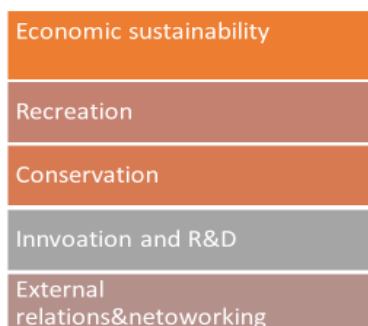 Economic sustainability
Recreation
Conservation
Innvoation and R&D
External
relations&netoworking